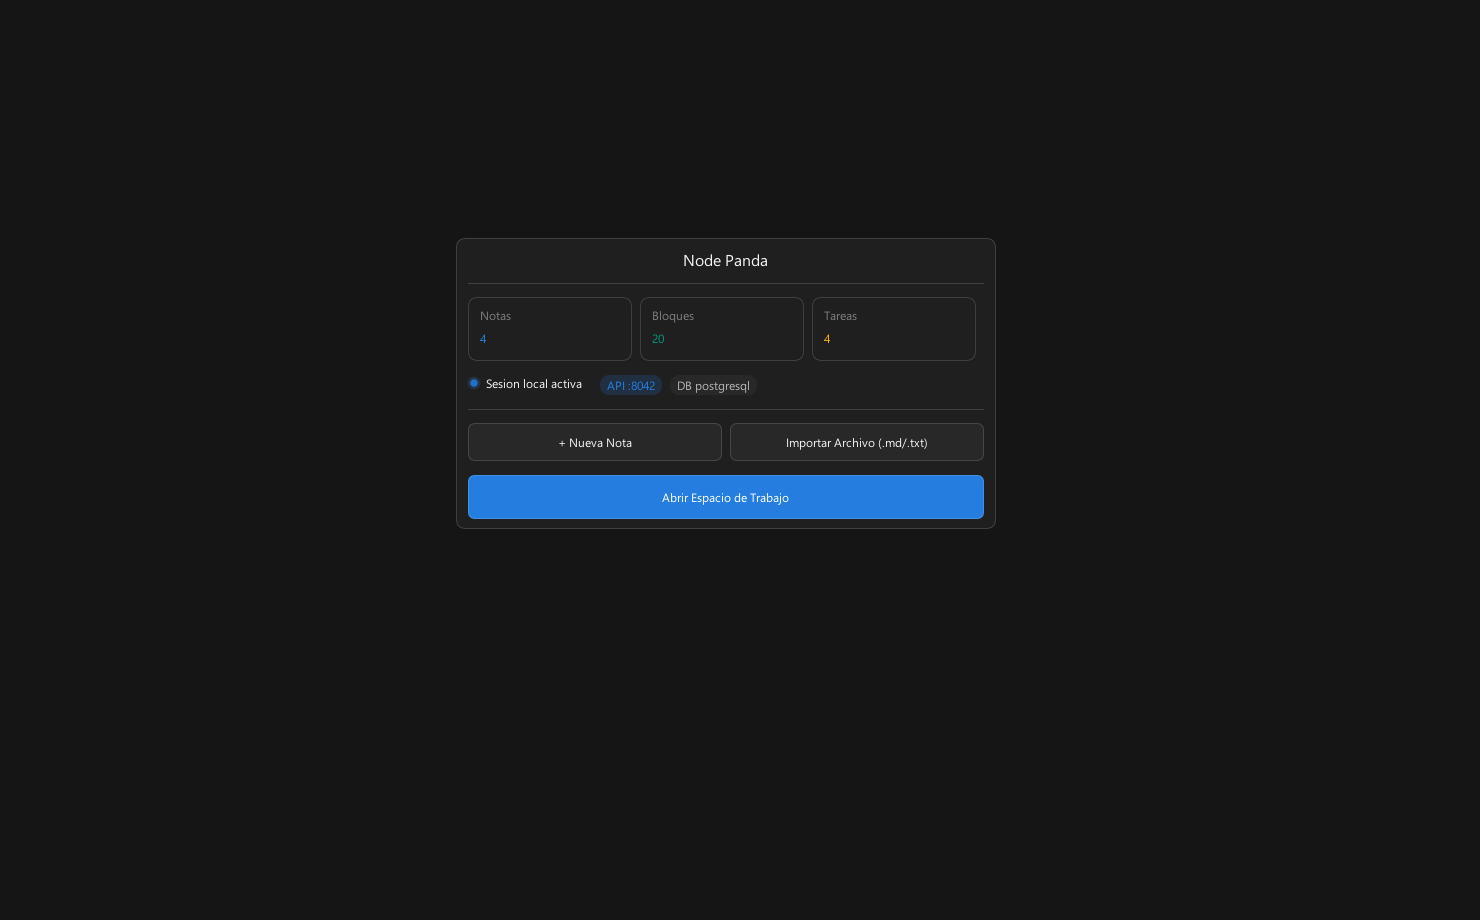 Node Panda
Notas
4
Bloques
20
Tareas
4
Sesion local activa
API :8042
DB postgresql
+ Nueva Nota
Importar Archivo (.md/.txt)
Abrir Espacio de Trabajo